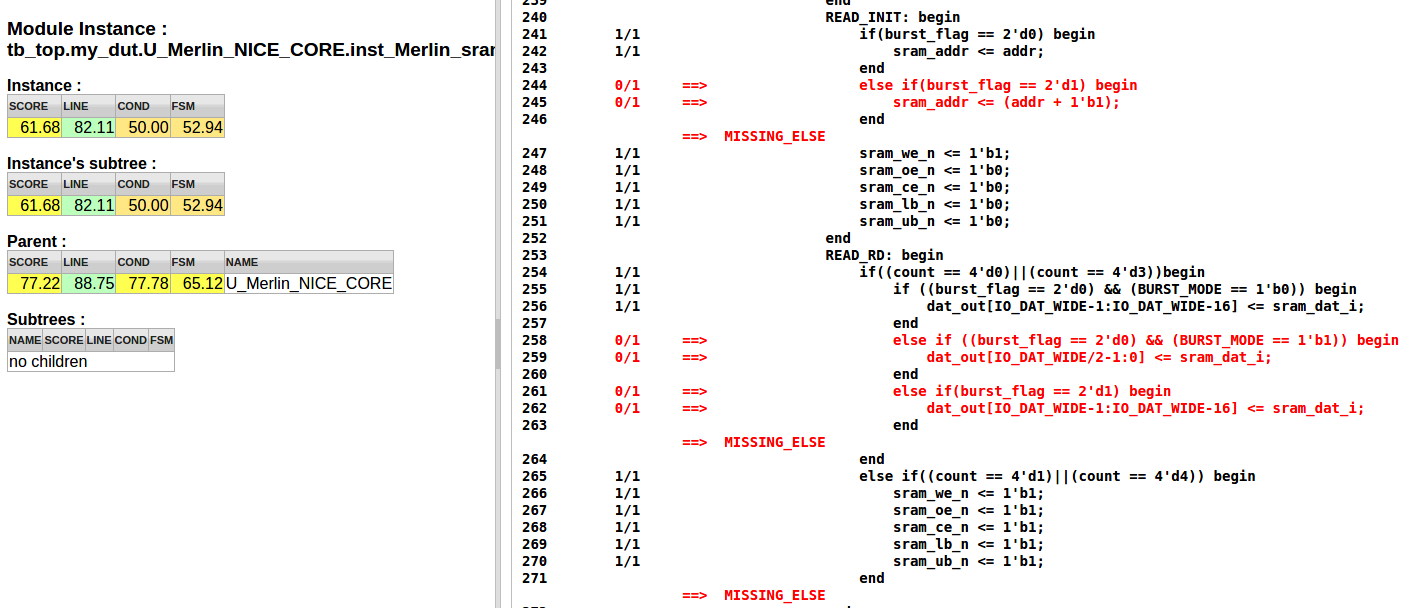 Module Instance :
tb_top.my_dut.U_Merlin_NICE_CORE.inst_Merlin_sram
Instance :
SCORE LINE COND FSM
61.68 82.11 50.00 52.94
Instance's subtree :
SCORE LINE COND FSM
61.68 82.11 50.00 52.94
Parent :
SCORE LINE COND FSM NAME
77.22 88.75 77.78 65.12 U_Merlin_NICE_CORE
Subtrees :
NAME SCORE LINE COND FSM
no children
239 end
240 READ_INIT: begin
241 1/1 if(burst_flag == 2'd0) begin
242 1/1 sram_addr <= addr;
243 end
244 0/1 ==> else if(burst_flag == 2'd1) begin
245 0/1 ==> sram_addr <= (addr + 1'b1);
246 end
==> MISSING_ELSE
247 1/1 sram_we_n <= 1'b1;
248 1/1 sram_oe_n <= 1'b0;
249 1/1 sram_ce_n <= 1'b0;
250 1/1 sram_lb_n <= 1'b0;
251 1/1 sram_ub_n <= 1'b0;
252 end
253 READ_RD: begin
254 1/1 if((count == 4'd0)||(count == 4'd3))begin
255 1/1 if ((burst_flag == 2'd0) && (BURST_MODE == 1'b0)) begin
256 1/1 dat_out[IO_DAT_WIDE-1:IO_DAT_WIDE-16] <= sram_dat_i;
257 end
258 0/1 ==> else if ((burst_flag == 2'd0) && (BURST_MODE == 1'b1)) begin
259 0/1 ==> dat_out[IO_DAT_WIDE/2-1:0] <= sram_dat_i;
260 end
261 0/1 ==> else if(burst_flag == 2'd1) begin
262 0/1 ==> dat_out[IO_DAT_WIDE-1:IO_DAT_WIDE-16] <= sram_dat_i;
263 end
==> MISSING_ELSE
264 end
265 1/1 else if((count == 4'd1)||(count == 4'd4)) begin
266 1/1 sram_we_n <= 1'b1;
267 1/1 sram_oe_n <= 1'b1;
268 1/1 sram_ce_n <= 1'b1;
269 1/1 sram_lb_n <= 1'b1;
270 1/1 sram_ub_n <= 1'b1;
271 end
==> MISSING_ELSE